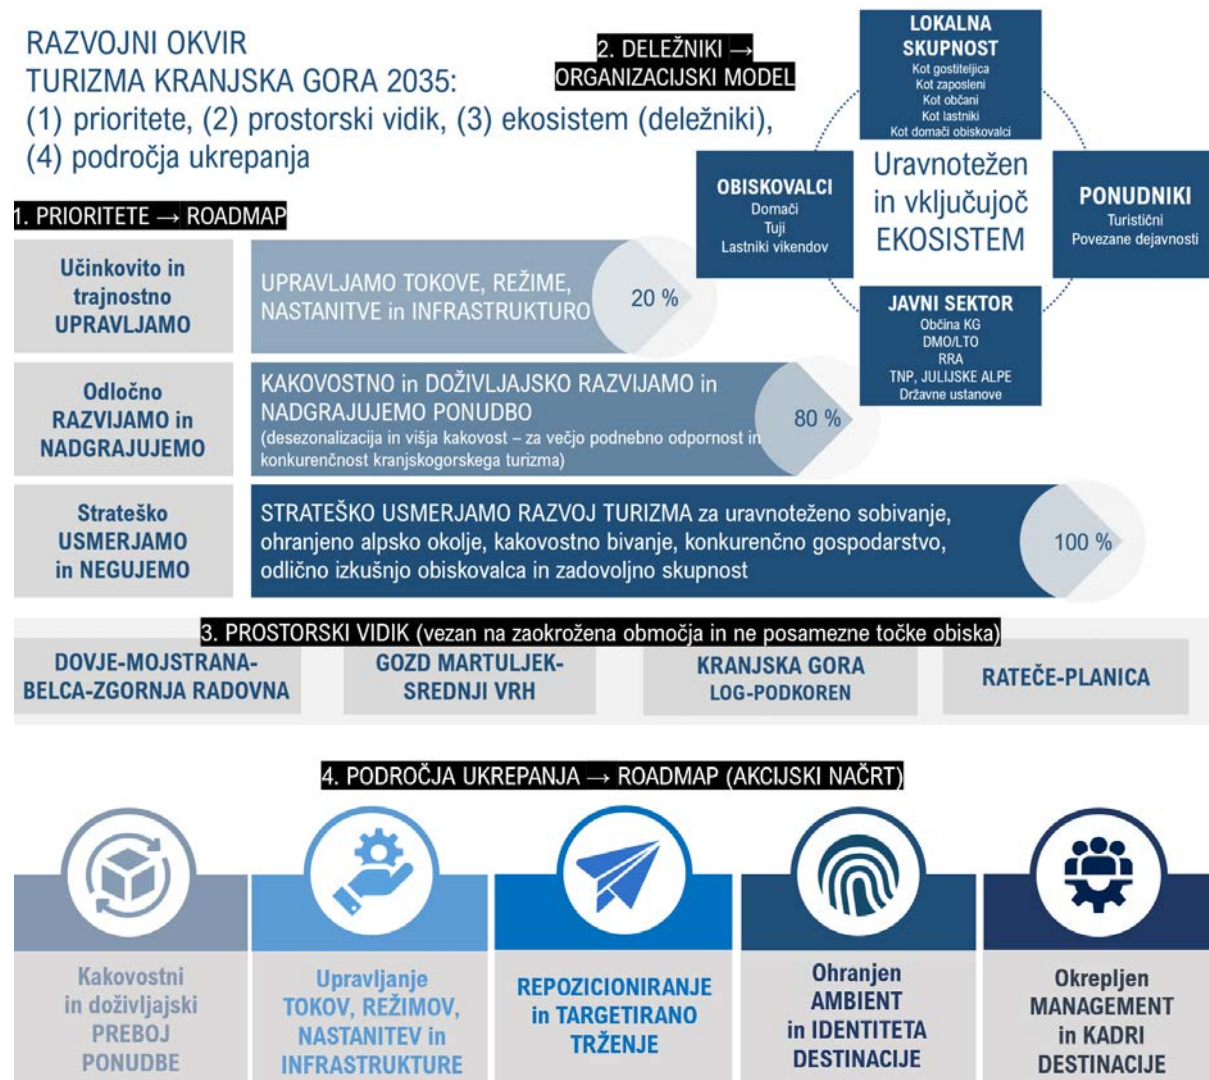 RAZVOJNI OKVIR
TURIZMA KRANJSKA GORA 2035:
(1) prioritete, (2) prostorski vidik, (3) ekosistem (deležniki),
(4) področja ukrepanja
2. DELEŽNIKI →
ORGANIZACIJSKI MODEL
LOKALNA
SKUPNOST
Kot gostiteljica
Kot zaposleni
Kot občani
Kot lastniki
Kot domači obiskovalci
OBISKOVALCI
Domači
Tuji
Lastniki vikendov
Uravnotežen
in vključujoč
EKOSISTEM
PONUDNIKI
Turistični
Povezane dejavnosti
JAVNI SEKTOR
Občina KG
DMO/LTO
RRA
TNP, JULIJSKE ALPE
Državne ustanove
1. PRIORITETE → ROADMAP
Učinkovito in
trajnostno
UPRAVLJAMO
UPRAVLJAMO TOKOVE, REŽIME,
NASTANITVE in INFRASTRUKTURO
20 %
Odločno
RAZVIJAMO in
NADGRAJUJEMO
KAKOVOSTNO in DOŽIVLJAJSKO RAZVIJAMO in
NADGRAJUJEMO PONUDBO
(desezonalizacija in višja kakovost – za večjo podnebno odpornost in
konkurenčnost kranjskogorskega turizma)
80 %
Strateško
USMERJAMO
in NEGUJEMO
STRATEŠKO USMERJAMO RAZVOJ TURIZMA za uravnoteženo sobivanje,
ohranjeno alpsko okolje, kakovostno bivanje, konkurenčno gospodarstvo,
odlično izkušnjo obiskovalca in zadovoljno skupnost
100 %
3. PROSTORSKI VIDIK (vezan na zaokrožena območja in ne posamezne točke obiska)
DOVJE-MOJSTRANA-
BELCA-ZGORNJA RADOVNA
GOZD MARTULJEK-
SREDNJI VRH
KRANJSKA GORA
LOG-PODKOREN
RATEČE-PLANICA
4. PODROČJA UKREPANJA → ROADMAP (AKCIJSKI NAČRT)
Kakovostni
in doživljajski
PREBOJ
PONUDBE
Upravljanje
TOKOV, REŽIMOV,
NASTANITEV in
INFRASTRUKTURE
REPOZICIONIRANJE
in TARGETIRANO
TRŽENJE
Ohranjen
AMBIENT
in IDENTITETA
DESTINACIJE
Okrepljen
MANAGEMENT
in KADRI
DESTINACIJE